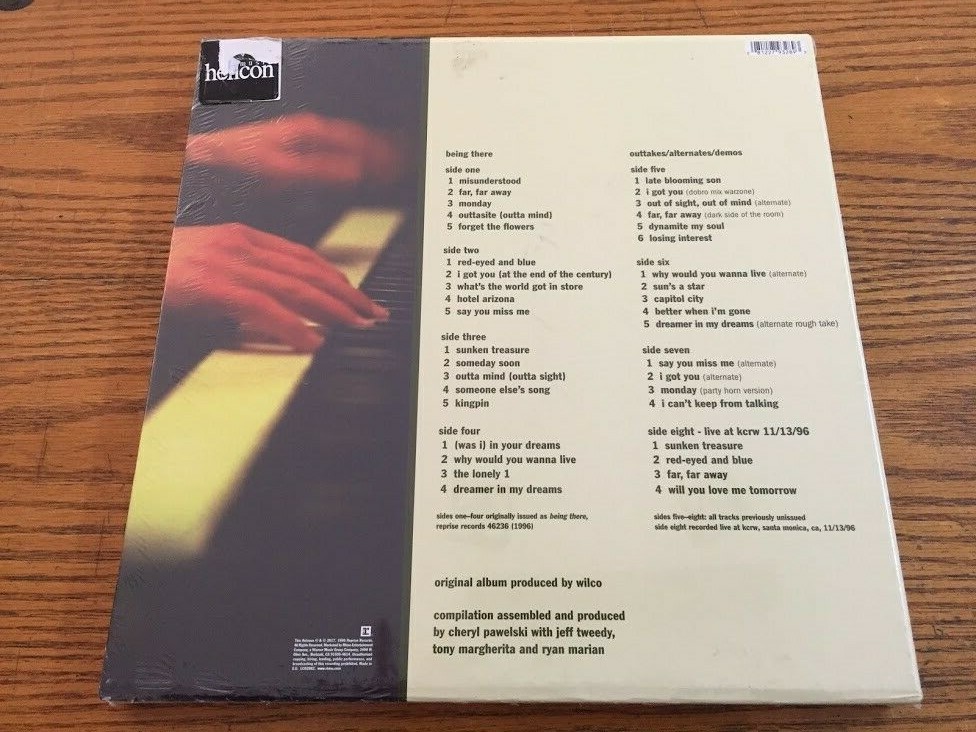 music
helicon
being there
side one
1 misunderstood
2 far, far away
3 monday
4 outtasite (outta mind)
5 forget the flowers
side two
1 red-eyed and blue
2 i got you (at the end of the century)
3 what's the world got in store
4 hotel arizona
5 say you miss me
side three
1 sunken treasure
2 someday soon
3 outta mind (outta sight)
4 someone else's song
5 kingpin
side four
1 (was i) in your dreams
2 why would you wanna live
3 the lonely 1
4 dreamer in my dreams
sides one–four originally issued as being there,
reprise records 46236 (1996)
outtakes/alternates/demos
side five
1 late blooming son
2 i got you (dobro mix warzone)
3 out of sight, out of mind (alternate)
4 far, far away (dark side of the room)
5 dynamite my soul
6 losing interest
side six
1 why would you wanna live (alternate)
2 sun's a star
3 capitol city
4 better when i'm gone
5 dreamer in my dreams (alternate rough take)
side seven
1 say you miss me (alternate)
2 i got you (alternate)
3 monday (party horn version)
4 i can't keep from talking
side eight - live at kcrw 11/13/96
1 sunken treasure
2 red-eyed and blue
3 far, far away
4 will you love me tomorrow
sides five–eight: all tracks previously unissued
side eight recorded live at kcrw, santa monica, ca, 11/13/96
original album produced by wilco
compilation assembled and produced
by cheryl pawelski with jeff tweedy,
tony margherita and ryan marian